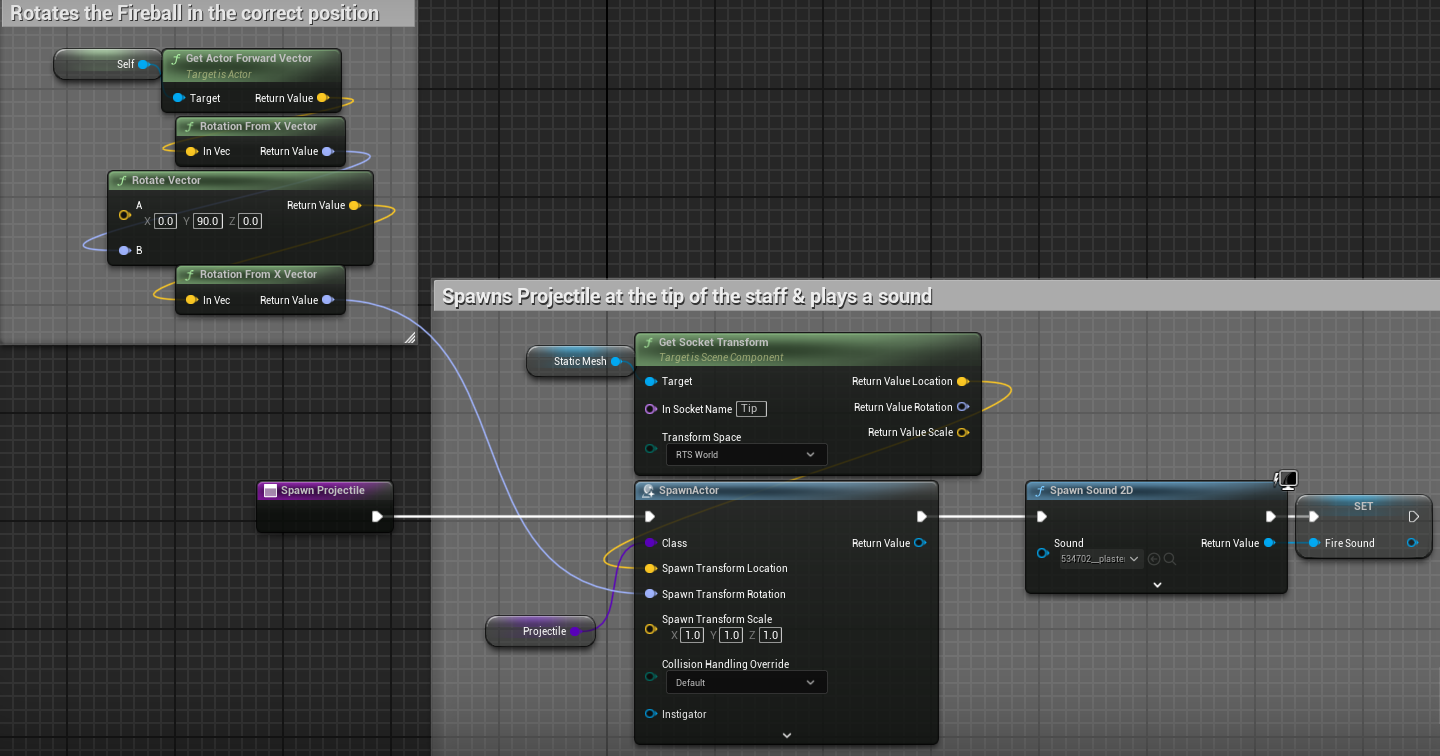 Rotates the Fireball in the correct position
Self
Get Actor Forward Vector
Target is Actor
Target Return Value
Rotation From X Vector
In Vec Return Value
Rotate Vector
A Return Value
X 0.0 Y 90.0 Z 0.0
B
Rotation From X Vector
In Vec Return Value
Spawns Projectile at the tip of the staff & plays a sound
Static Mesh
Get Socket Transform
Target is Scene Component
Target Return Value Location
In Socket Name Tip Return Value Rotation
Return Value Scale
Transform Space
RTS World
Spawn Projectile
SpawnActor
Class Return Value
Spawn Transform Location
Spawn Transform Rotation
Spawn Transform Scale
X 1.0 Y 1.0 Z 1.0
Collision Handling Override
Default
Instigator
Projectile
Spawn Sound 2D
Sound Return Value
534702__plaste
SET
Fire Sound